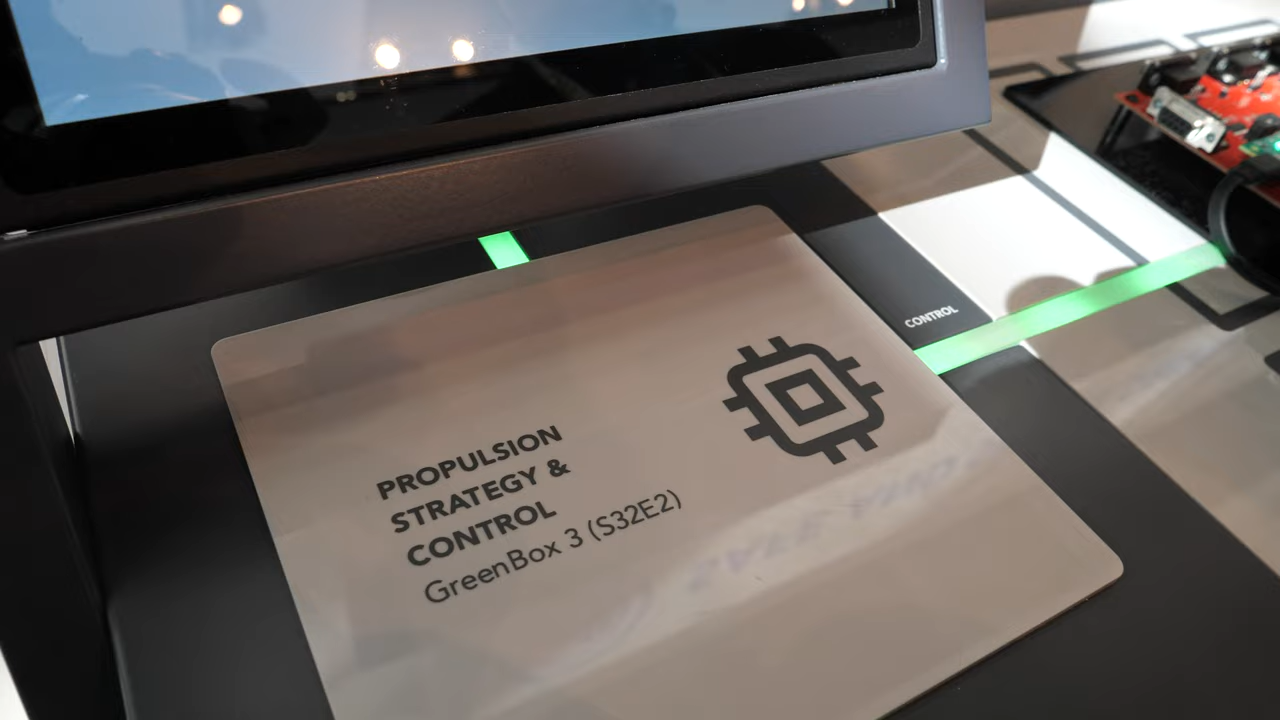 CONTROL
PROPULSION
STRATEGY &
CONTROL
GreenBox 3 (S32E2)